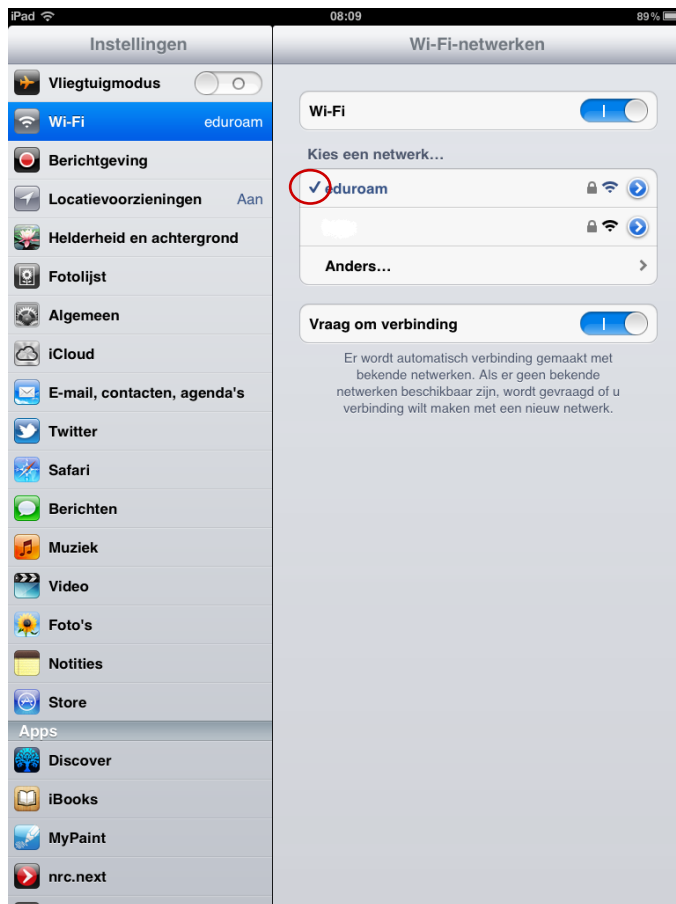 iPad 08:09 89%
Instellingen
Wi-Fi-netwerken
Vliegtuigmodus
Wi-Fi eduroam
Berichtgeving
Locatievoorzieningen Aan
Helderheid en achtergrond
Fotolijst
Algemeen
iCloud
E-mail, contacten, agenda's
Twitter
Safari
Berichten
Muziek
Video
Foto's
Notities
Store
Apps
Discover
iBooks
MyPaint
nrc.next
Wi-Fi
Kies een netwerk...
eduroam
Anders...
Vraag om verbinding
Er wordt automatisch verbinding gemaakt met
bekende netwerken. Als er geen bekende
netwerken beschikbaar zijn, wordt gevraagd of u
verbinding wilt maken met een nieuw netwerk.